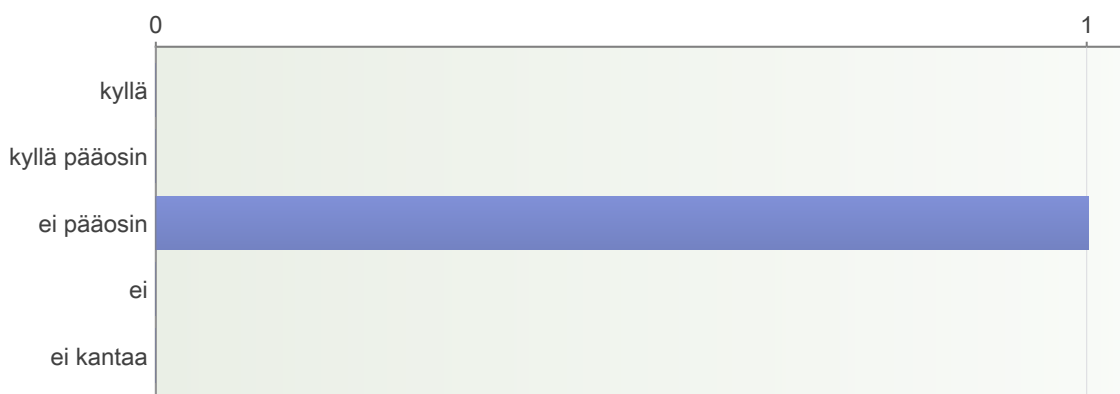 0 1
kyllä
kyllä pääosin
ei pääosin
ei
ei kantaa